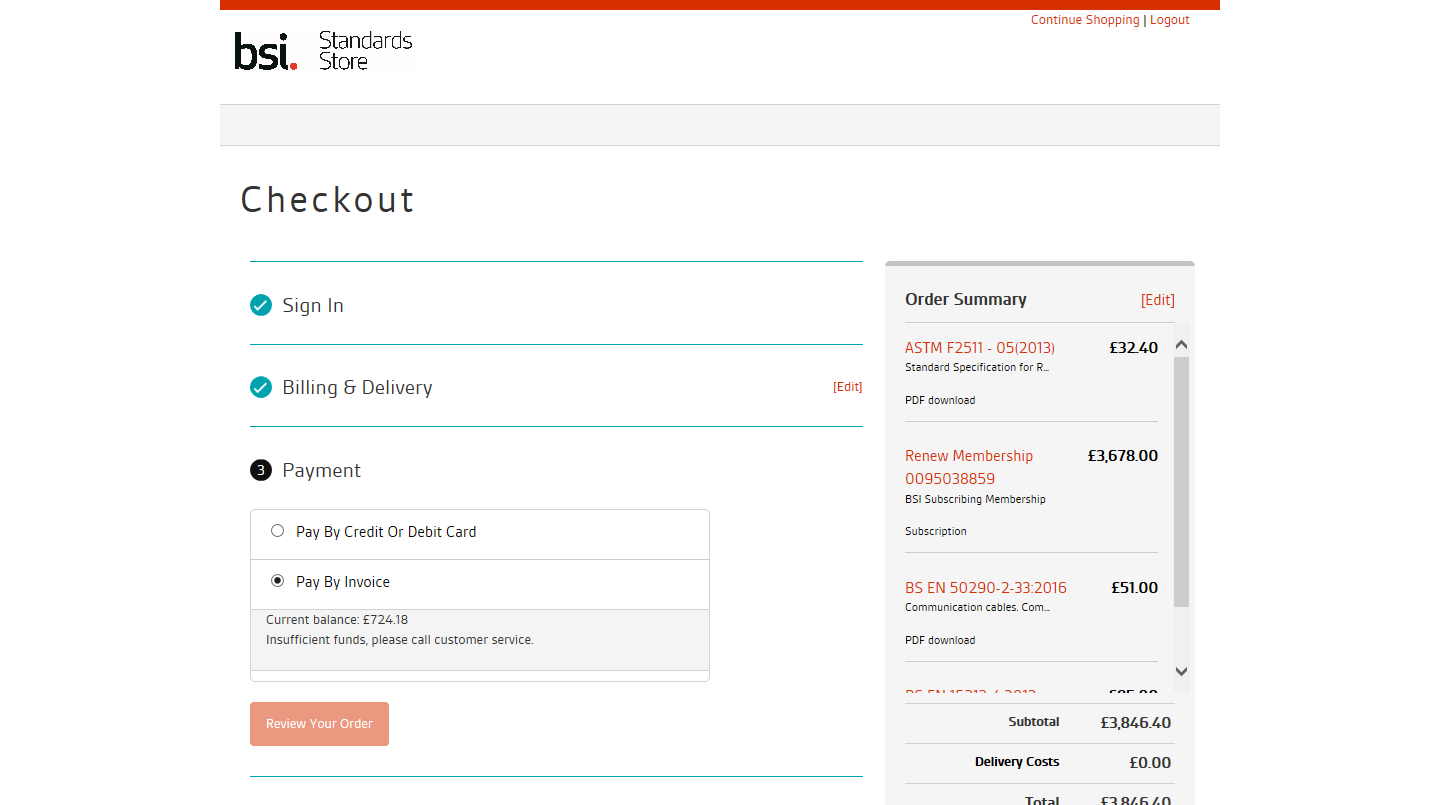 Continue Shopping | Logout
bsi. Standards
Store
Checkout
Sign In
Billing & Delivery [Edit]
3 Payment
Pay By Credit Or Debit Card
Pay By Invoice
Current balance: £724.18
Insufficient funds, please call customer service.
Review Your Order
Order Summary [Edit]
ASTM F2511 - 05(2013) £32.40
Standard Specification for R...
PDF download
Renew Membership £3,678.00
0095038859
BSI Subscribing Membership
Subscription
BS EN 50290-2-33:2016 £51.00
Communication cables. Com...
PDF download
Subtotal £3,846.40
Delivery Costs £0.00
Total £3,846.40